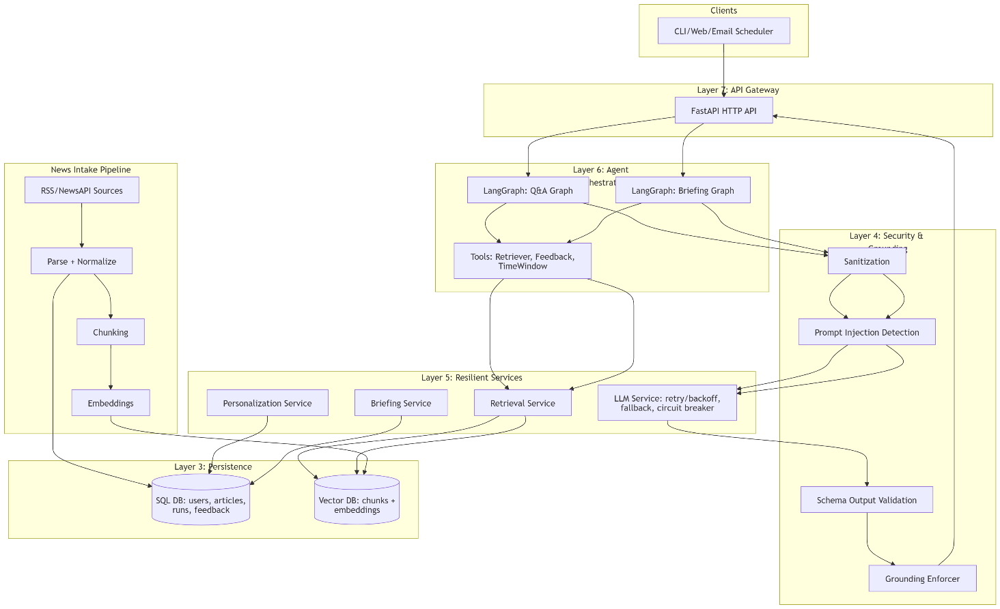 Clients
CLI/Web/Email Scheduler
Layer 7: API Gateway
FastAPI HTTP API
News Intake Pipeline
RSS/NewsAPI Sources
Parse + Normalize
Chunking
Embeddings
Layer 6: Agent
LangGraph: Q&A Graph
LangGraph: Briefing Graph
Tools: Retriever, Feedback,
TimeWindow
Layer 4: Security &
Sanitization
Prompt Injection Detection
Layer 5: Resilient Services
Personalization Service
Briefing Service
Retrieval Service
LLM Service: retry/backoff,
fallback, circuit breaker
Layer 3: Persistence
SQL DB: users, articles,
runs, feedback
Vector DB: chunks +
embeddings
Schema Output Validation
Grounding Enforcer